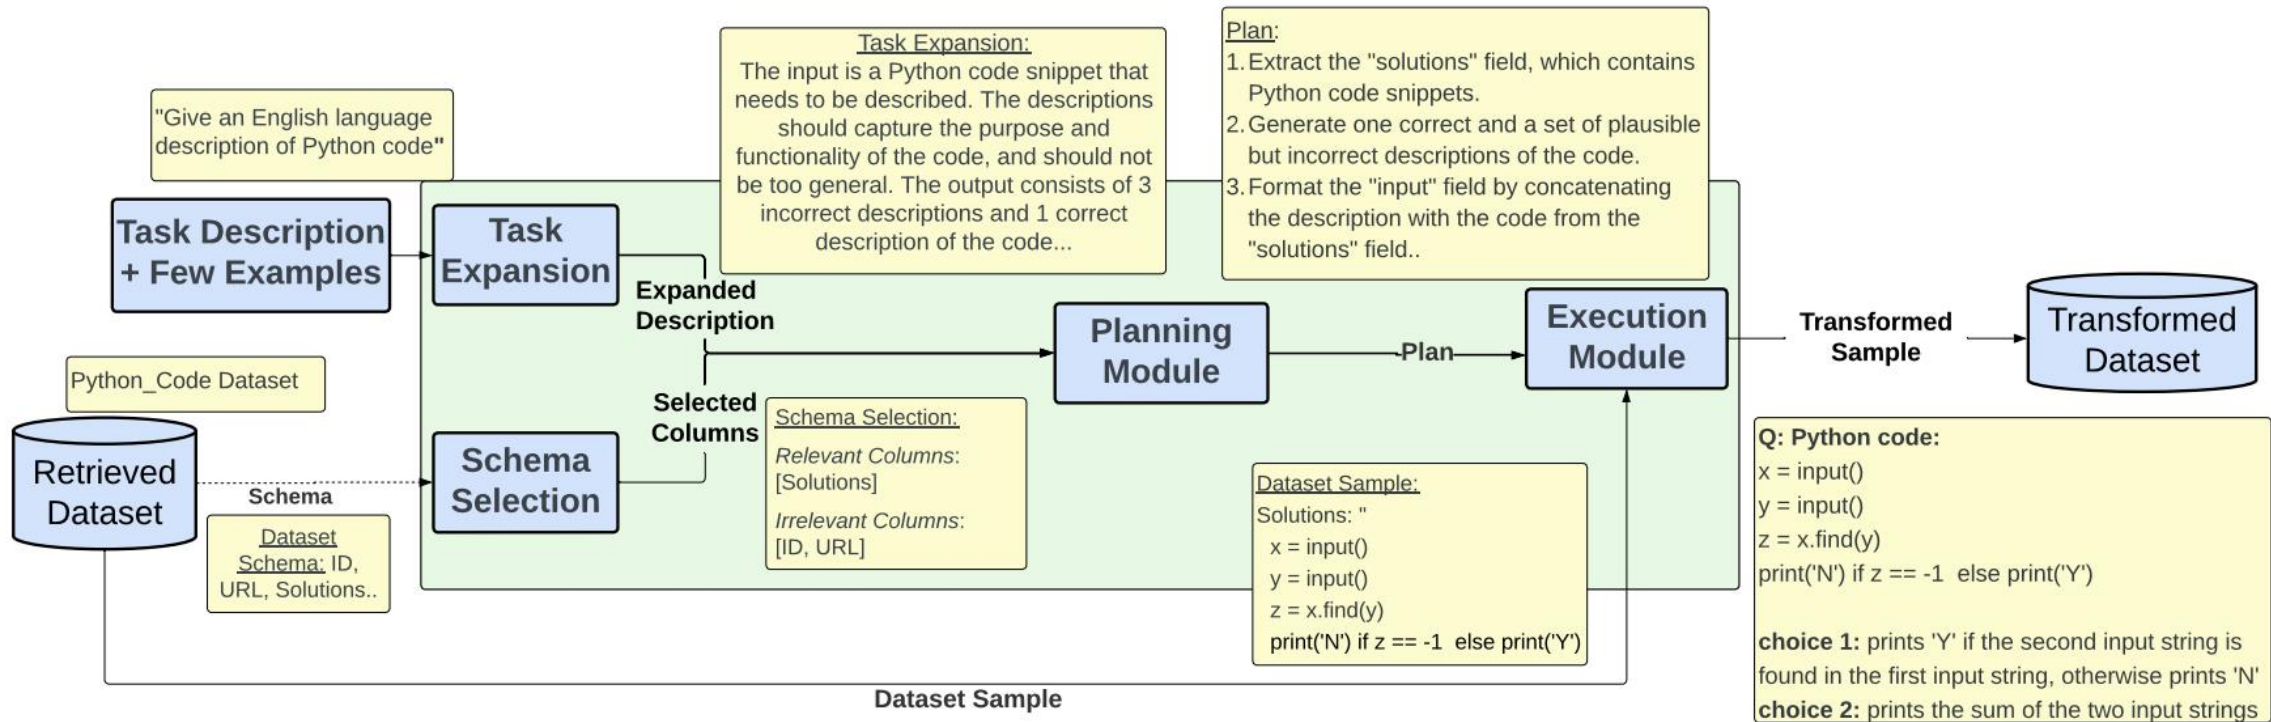 "Give an English language
description of Python code"
Task Description
+ Few Examples
Task
Expansion
Task Expansion:
The input is a Python code snippet that
needs to be described. The descriptions
should capture the purpose and
functionality of the code, and should not
be too general. The output consists of 3
incorrect descriptions and 1 correct
description of the code...
Plan:
1. Extract the "solutions" field, which contains
Python code snippets.
2. Generate one correct and a set of plausible
but incorrect descriptions of the code.
3. Format the "input" field by concatenating
the description with the code from the
"solutions" field..
Expanded
Description
Planning
Module
Plan
Execution
Module
Transformed
Sample
Transformed
Dataset
Python_Code Dataset
Retrieved
Dataset
Schema
Dataset
Schema: ID,
URL, Solutions..
Schema
Selection
Selected
Columns
Schema Selection:
Relevant Columns:
[Solutions]
Irrelevant Columns:
[ID, URL]
Dataset Sample:
Solutions: "
x = input()
y = input()
z = x.find(y)
print('N') if z == -1  else print('Y')
Dataset Sample
Q: Python code:
x = input()
y = input()
z = x.find(y)
print('N') if z == -1  else print('Y')
choice 1: prints 'Y' if the second input string is
found in the first input string, otherwise prints 'N'
choice 2: prints the sum of the two input strings